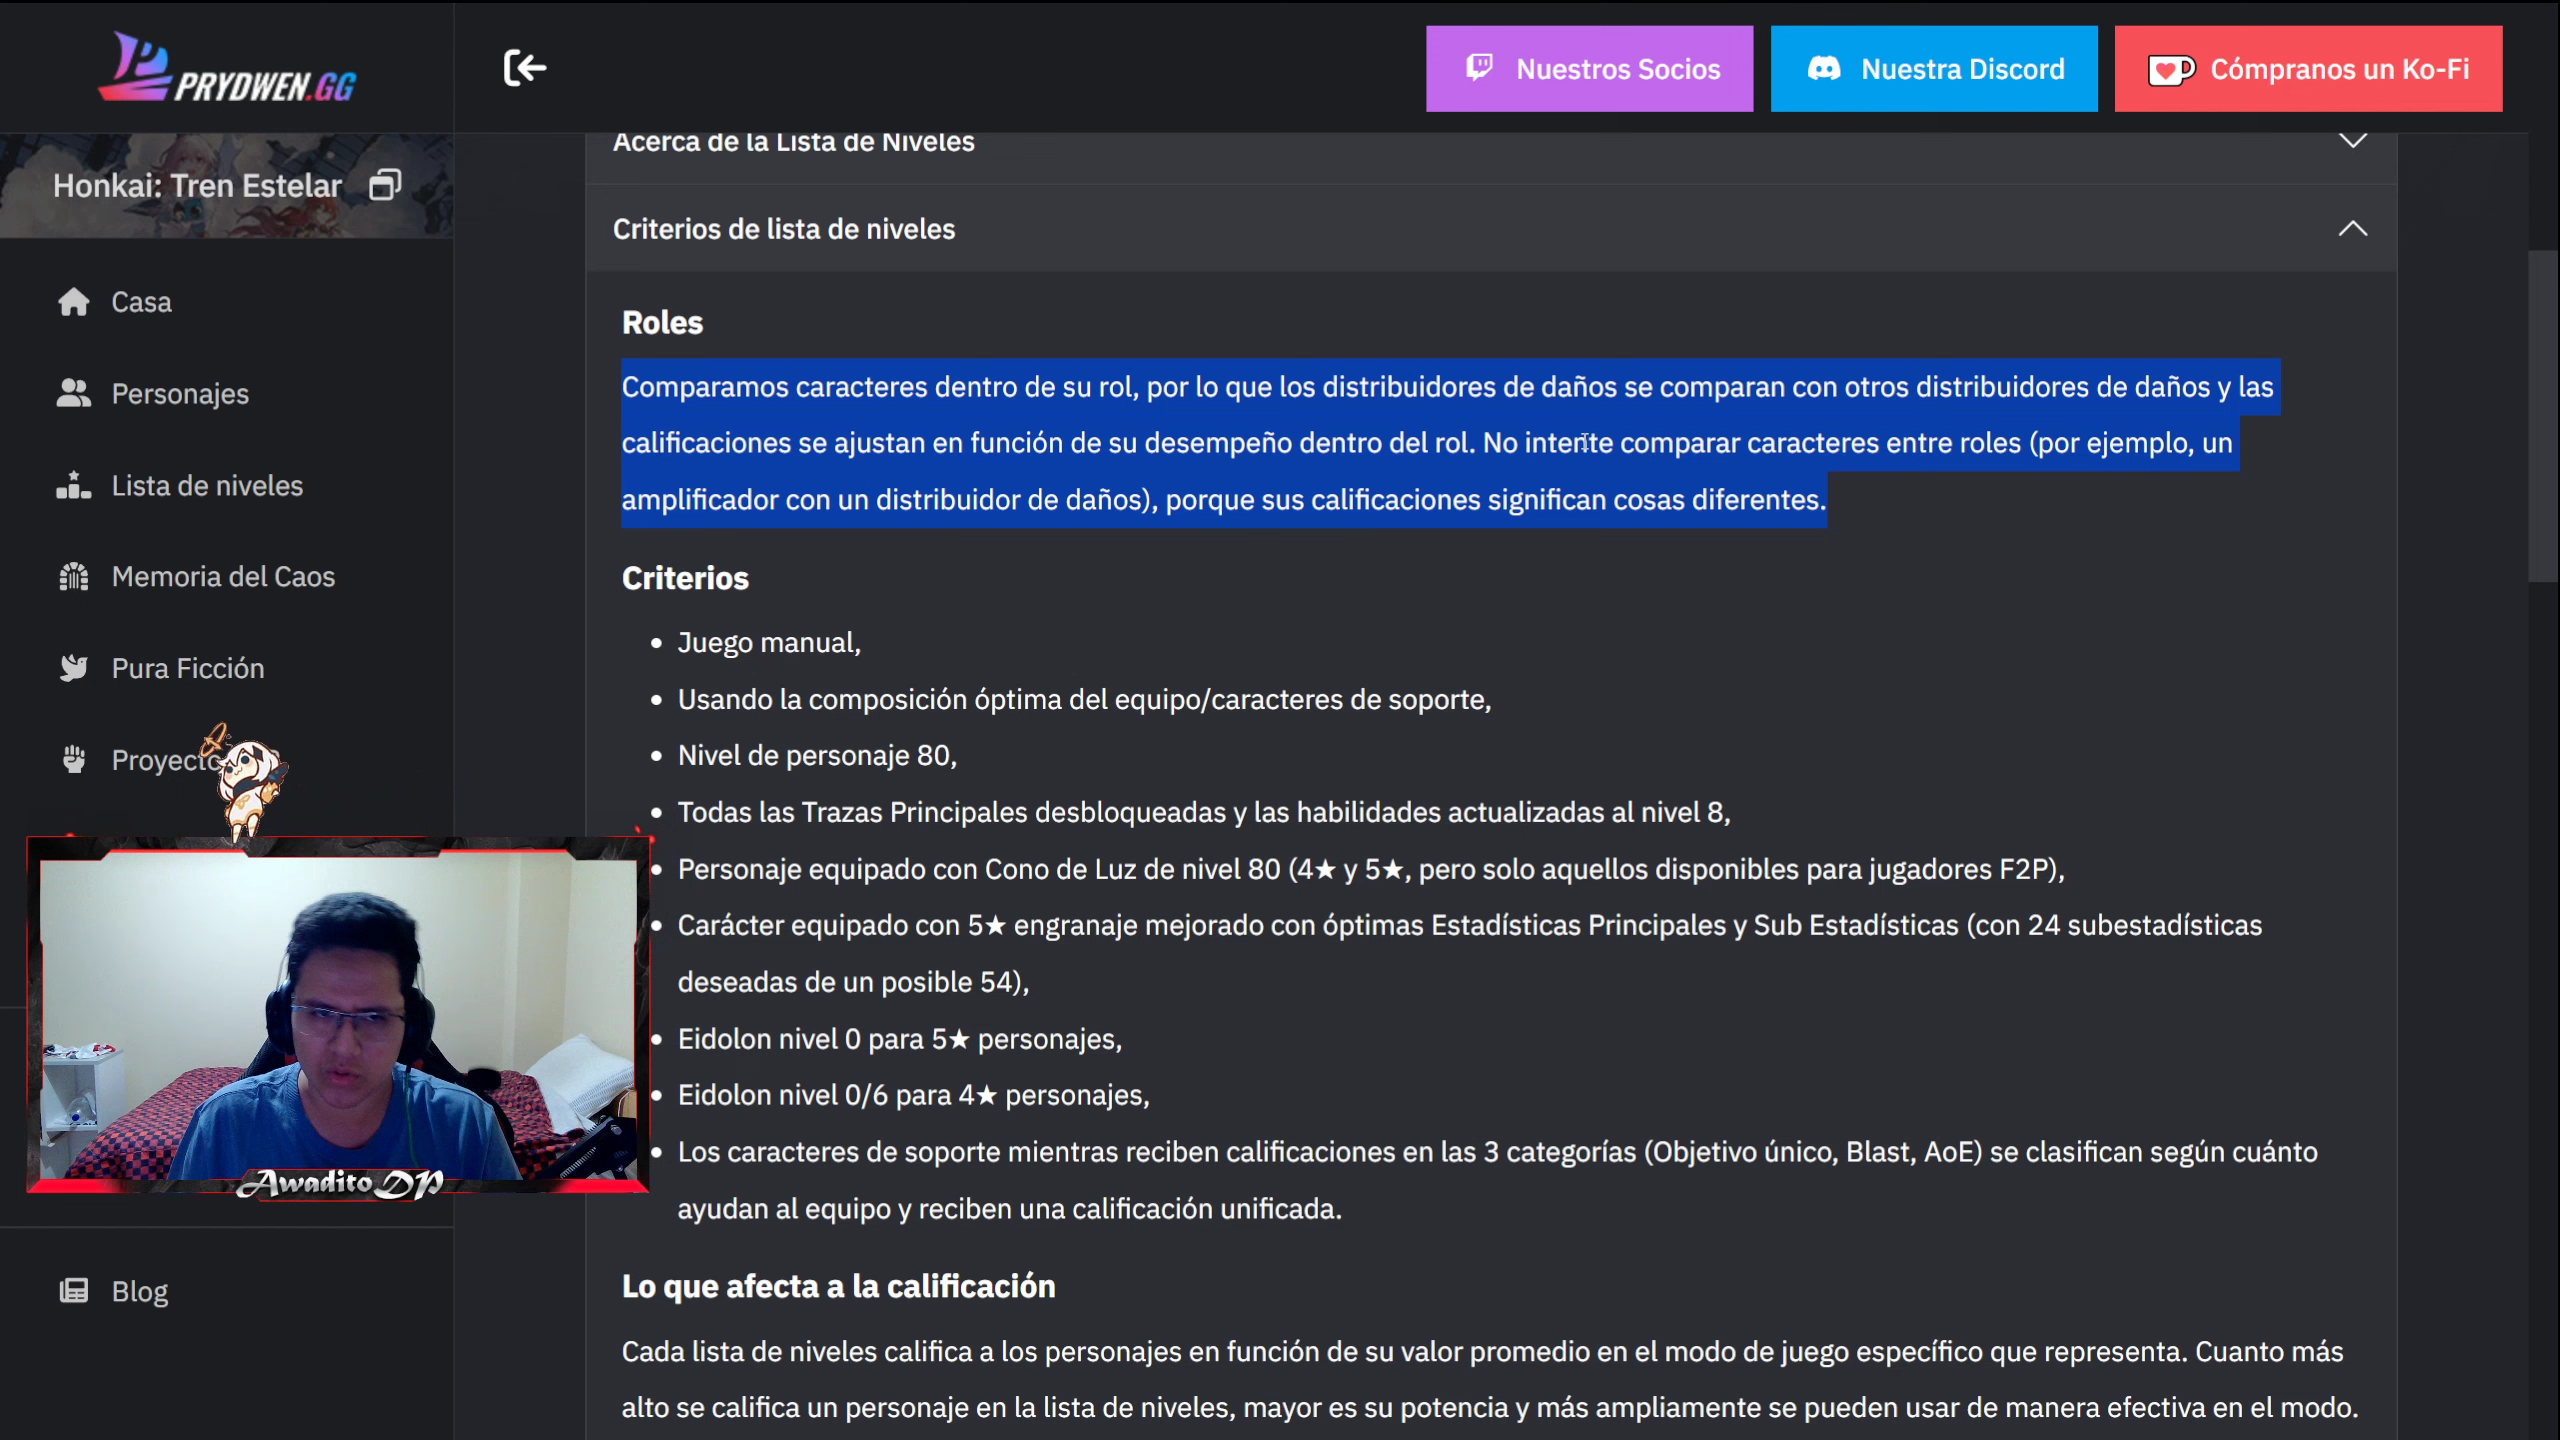 PRYDWEN.GG
Nuestros Socios
Nuestra Discord
Cómpranos un Ko-Fi
Honkai: Tren Estelar
Casa
Personajes
Lista de niveles
Memoria del Caos
Pura Ficción
Proyecto
Blog
Acerca de la Lista de Niveles
Criterios de lista de niveles
Roles
Comparamos caracteres dentro de su rol, por lo que los distribuidores de daños se comparan con otros distribuidores de daños y las
calificaciones se ajustan en función de su desempeño dentro del rol. No intente comparar caracteres entre roles (por ejemplo, un
amplificador con un distribuidor de daños), porque sus calificaciones significan cosas diferentes.
Criterios
• Juego manual,
• Usando la composición óptima del equipo/caracteres de soporte,
• Nivel de personaje 80,
• Todas las Trazas Principales desbloqueadas y las habilidades actualizadas al nivel 8,
• Personaje equipado con Cono de Luz de nivel 80 (4★ y 5★, pero solo aquellos disponibles para jugadores F2P),
• Carácter equipado con 5★ engranaje mejorado con óptimas Estadísticas Principales y Sub Estadísticas (con 24 subestadísticas
deseadas de un posible 54),
• Eidolon nivel 0 para 5★ personajes,
• Eidolon nivel 0/6 para 4★ personajes,
• Los caracteres de soporte mientras reciben calificaciones en las 3 categorías (Objetivo único, Blast, AoE) se clasifican según cuánto
ayudan al equipo y reciben una calificación unificada.
Lo que afecta a la calificación
Cada lista de niveles califica a los personajes en función de su valor promedio en el modo de juego específico que representa. Cuanto más
alto se califica un personaje en la lista de niveles, mayor es su potencia y más ampliamente se pueden usar de manera efectiva en el modo.
Awadito DP